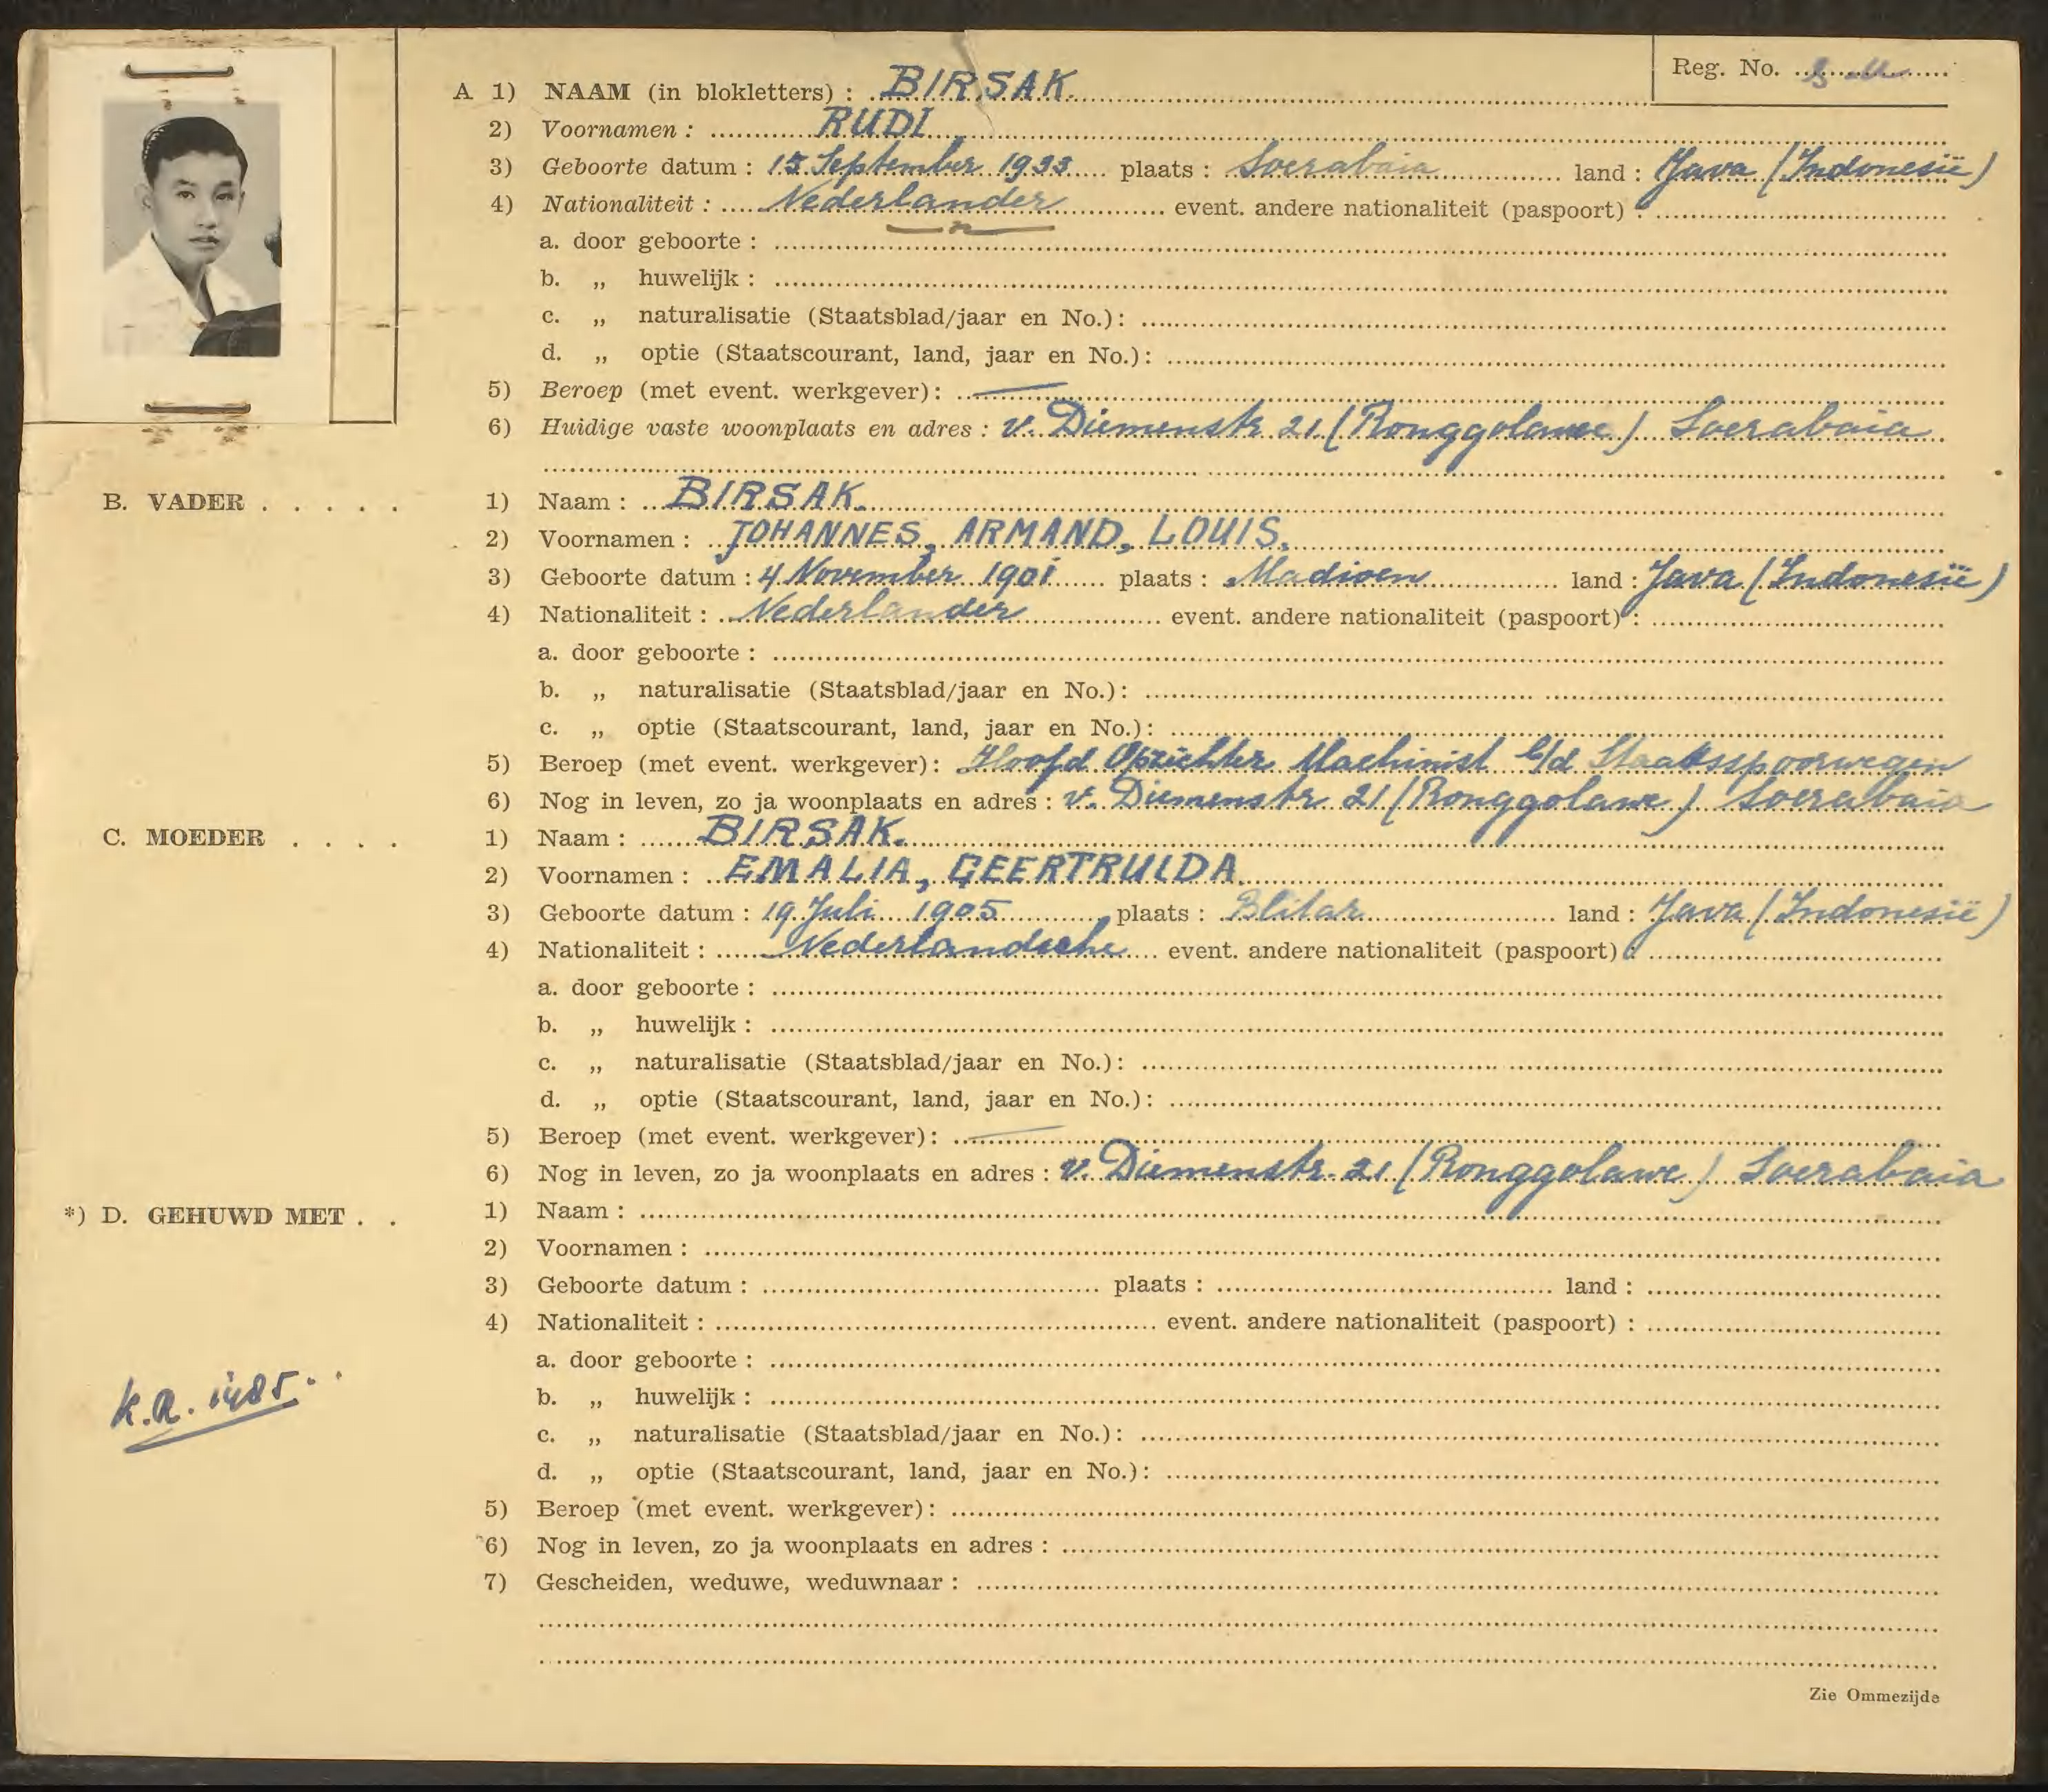 Reg. No. ..........
A 1) NAAM (in blokletters) : BIRSAK.
2) Voornamen : RUDI
3) Geboorte datum : 15 September 1933 plaats : Soerabaia land : Java (Indonesië)
4) Nationaliteit : Nederlander event. andere nationaliteit (paspoort) :
a. door geboorte :
b. „ huwelijk :
c. „ naturalisatie (Staatsblad/jaar en No.) :
d. „ optie (Staatscourant, land, jaar en No.) :
5) Beroep (met event. werkgever) : —
6) Huidige vaste woonplaats en adres : v. Diemenstr. 21 (Ronggolawe) Soerabaia
B. VADER . . . . . 1) Naam : BIRSAK.
2) Voornamen : JOHANNES, ARMAND, LOUIS.
3) Geboorte datum : 4 November 1901 plaats : Madioen land : Java (Indonesië)
4) Nationaliteit : Nederlander event. andere nationaliteit (paspoort) :
a. door geboorte :
b. „ naturalisatie (Staatsblad/jaar en No.) :
c. „ optie (Staatscourant, land, jaar en No.) :
5) Beroep (met event. werkgever) : Hoofd Opzichter Machinist b/d Staatsspoorwegen
6) Nog in leven, zo ja woonplaats en adres : v. Diemenstr 21 (Ronggolawe) Soerabaia
C. MOEDER . . . . 1) Naam : BIRSAK.
2) Voornamen : EMALIA, GEERTRUIDA.
3) Geboorte datum : 19 Juli 1905 plaats : Blitar land : Java (Indonesië)
4) Nationaliteit : Nederlandsche event. andere nationaliteit (paspoort) :
a. door geboorte :
b. „ huwelijk :
c. „ naturalisatie (Staatsblad/jaar en No.) :
d. „ optie (Staatscourant, land, jaar en No.) :
5) Beroep (met event. werkgever) : —
6) Nog in leven, zo ja woonplaats en adres : v. Diemenstr. 21 (Ronggolawe) Soerabaia
*) D. GEHUWD MET . . 1) Naam :
2) Voornamen :
3) Geboorte datum : plaats : land :
4) Nationaliteit : event. andere nationaliteit (paspoort) :
a. door geboorte :
b. „ huwelijk :
K.R. 1485
c. „ naturalisatie (Staatsblad/jaar en No.) :
d. „ optie (Staatscourant, land, jaar en No.) :
5) Beroep (met event. werkgever) :
6) Nog in leven, zo ja woonplaats en adres :
7) Gescheiden, weduwe, weduwnaar :
Zie Ommezijde